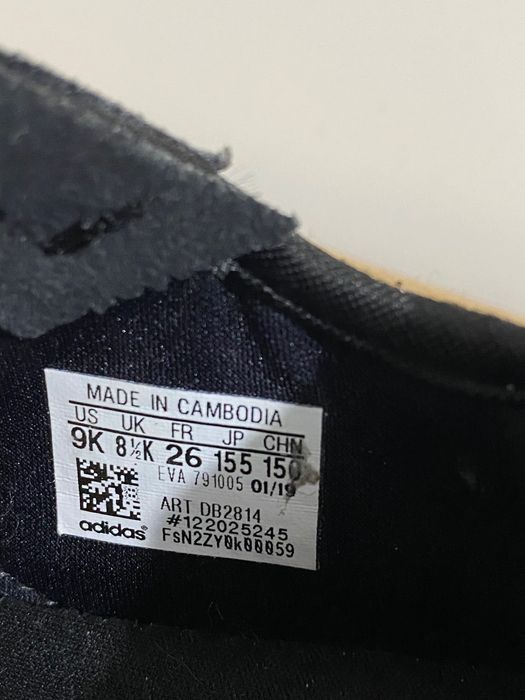 MADE IN CAMBODIA
US UK FR JP CHN
9K 8½K 26 155 150
EVA 791005 01/19
ART DB2814
#122025245
adidas FsN2ZY0k00059